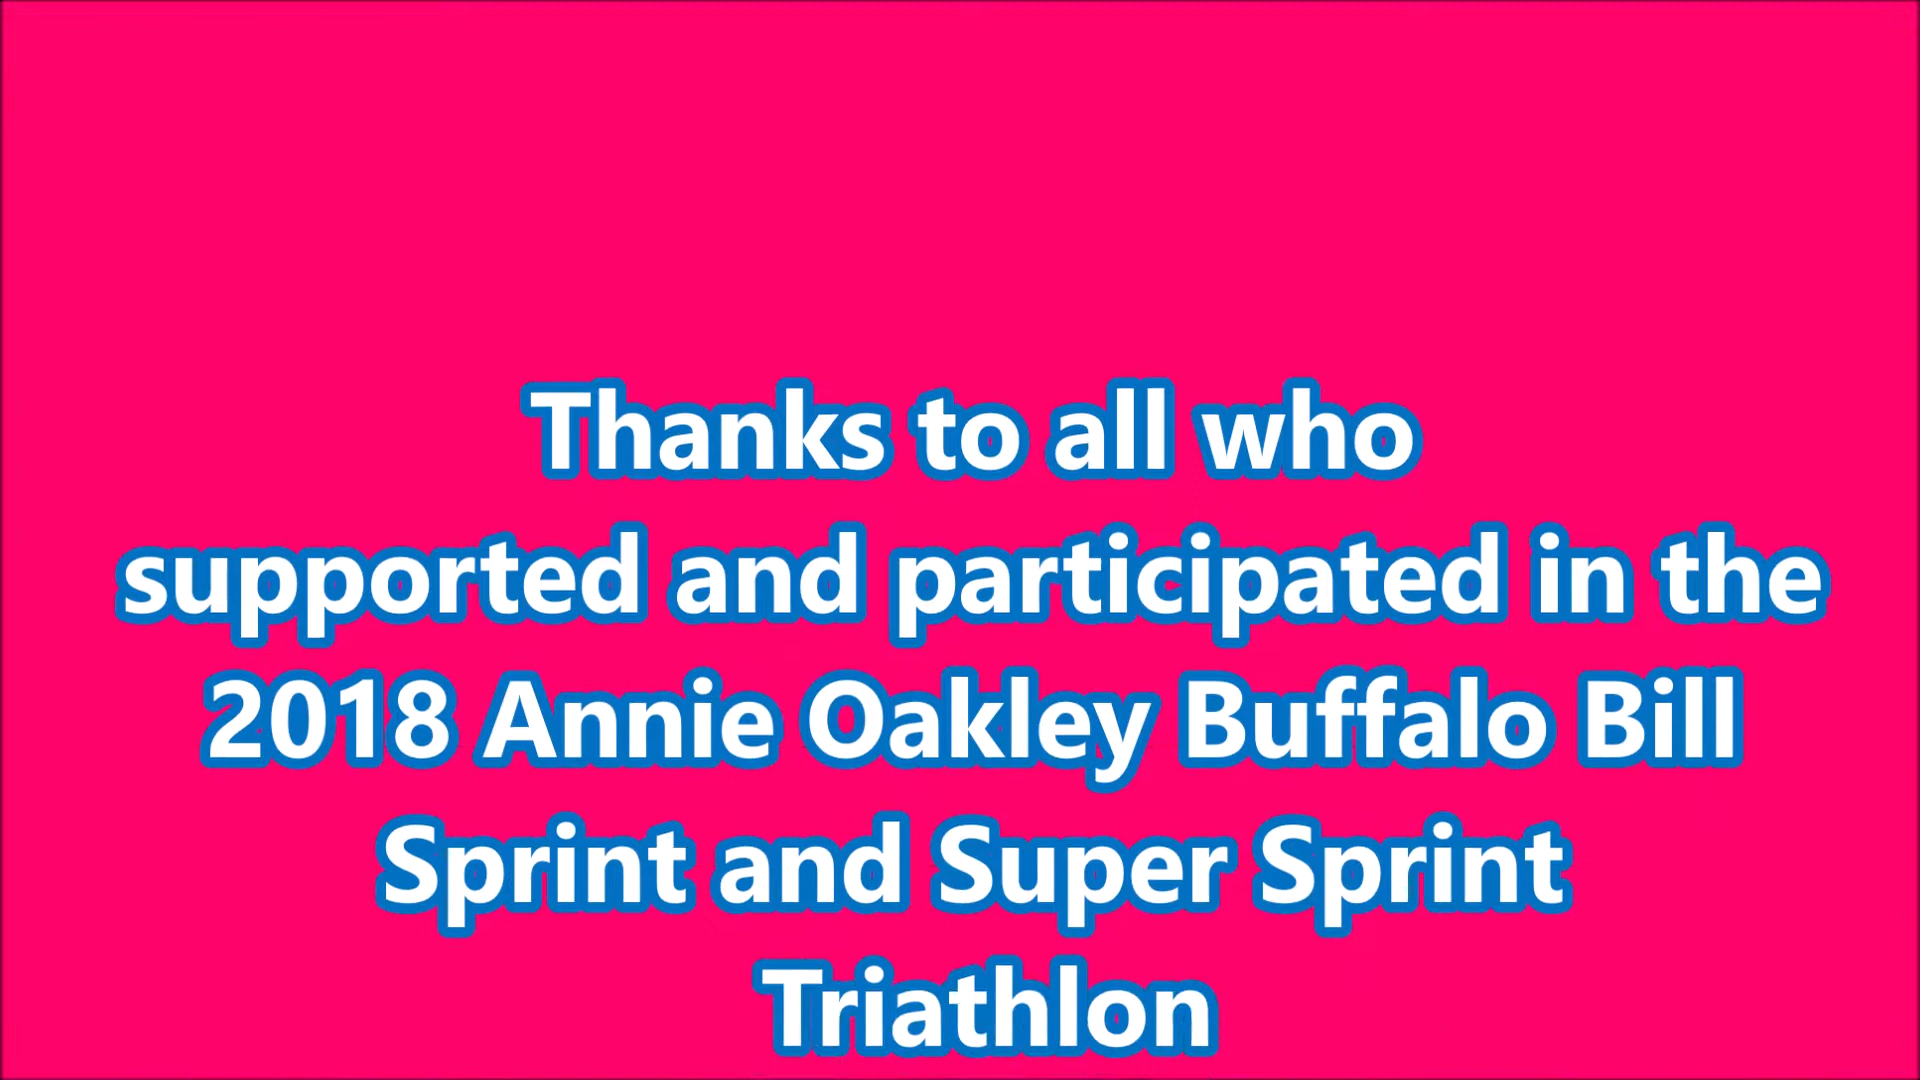 Thanks to all who
supported and participated in the
2018 Annie Oakley Buffalo Bill
Sprint and Super Sprint
Triathlon